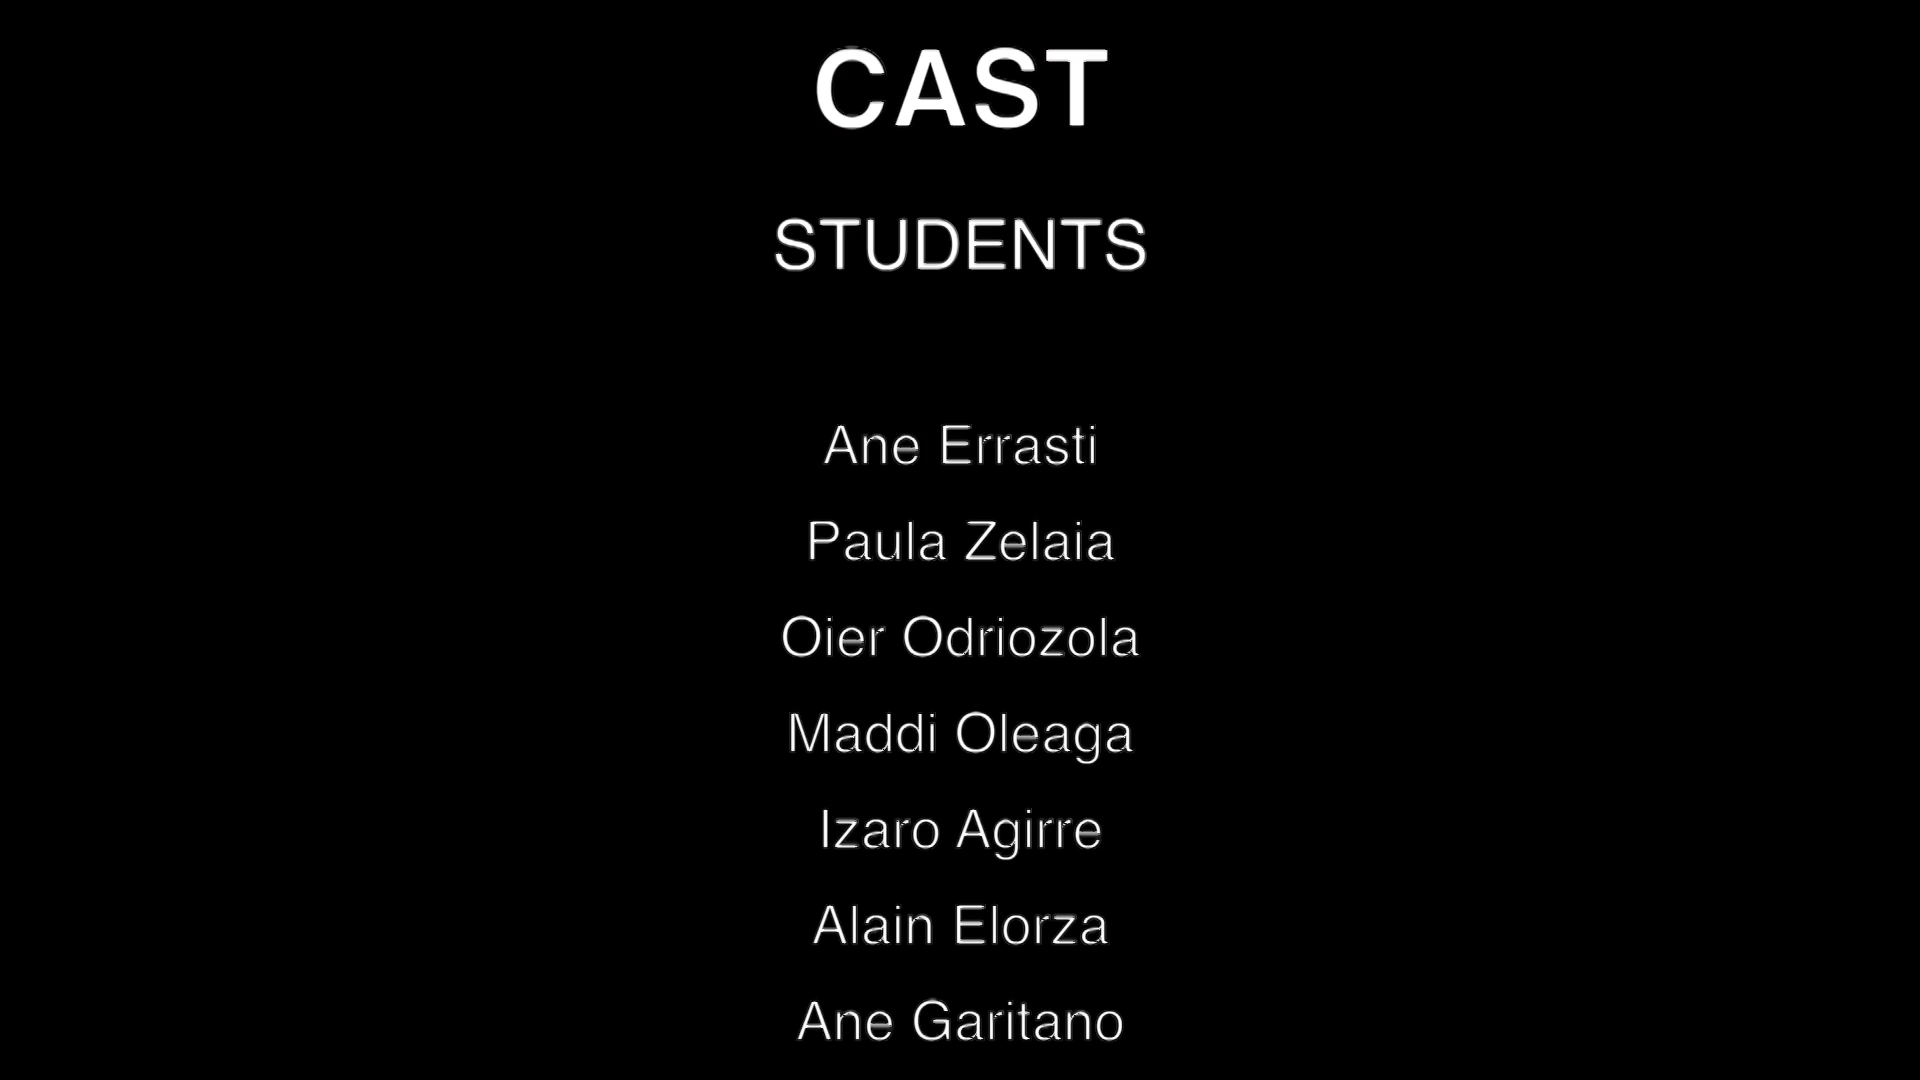 CAST
STUDENTS
Ane Errasti
Paula Zelaia
Oier Odriozola
Maddi Oleaga
Izaro Agirre
Alain Elorza
Ane Garitano